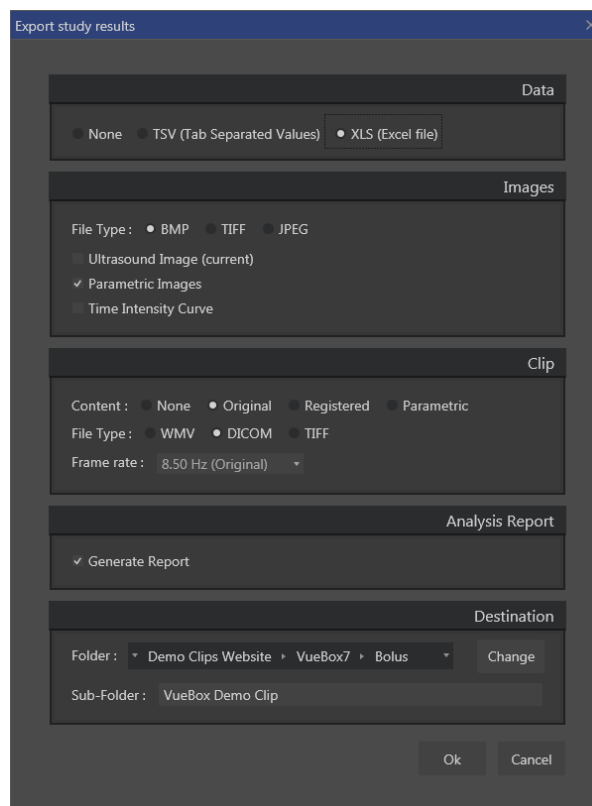 Export study results
Data
None TSV (Tab Separated Values) XLS (Excel file)
Images
File Type : BMP TIFF JPEG
Ultrasound Image (current)
Parametric Images
Time Intensity Curve
Clip
Content : None Original Registered Parametric
File Type : WMV DICOM TIFF
Frame rate : 8.50 Hz (Original)
Analysis Report
Generate Report
Destination
Folder : Demo Clips Website VueBox7 Bolus Change
Sub-Folder : VueBox Demo Clip
Ok Cancel